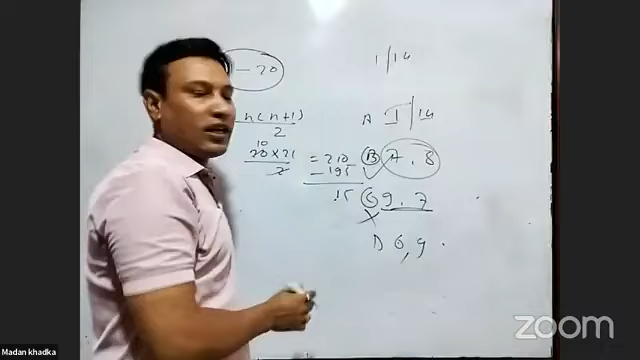 – 20
n(n+1)
2
10
20×21
2
= 210
– 195
15
1/14
A 1/14
B 7, 8
C 9, 7
D 6, 9
Madan khadka
zoom